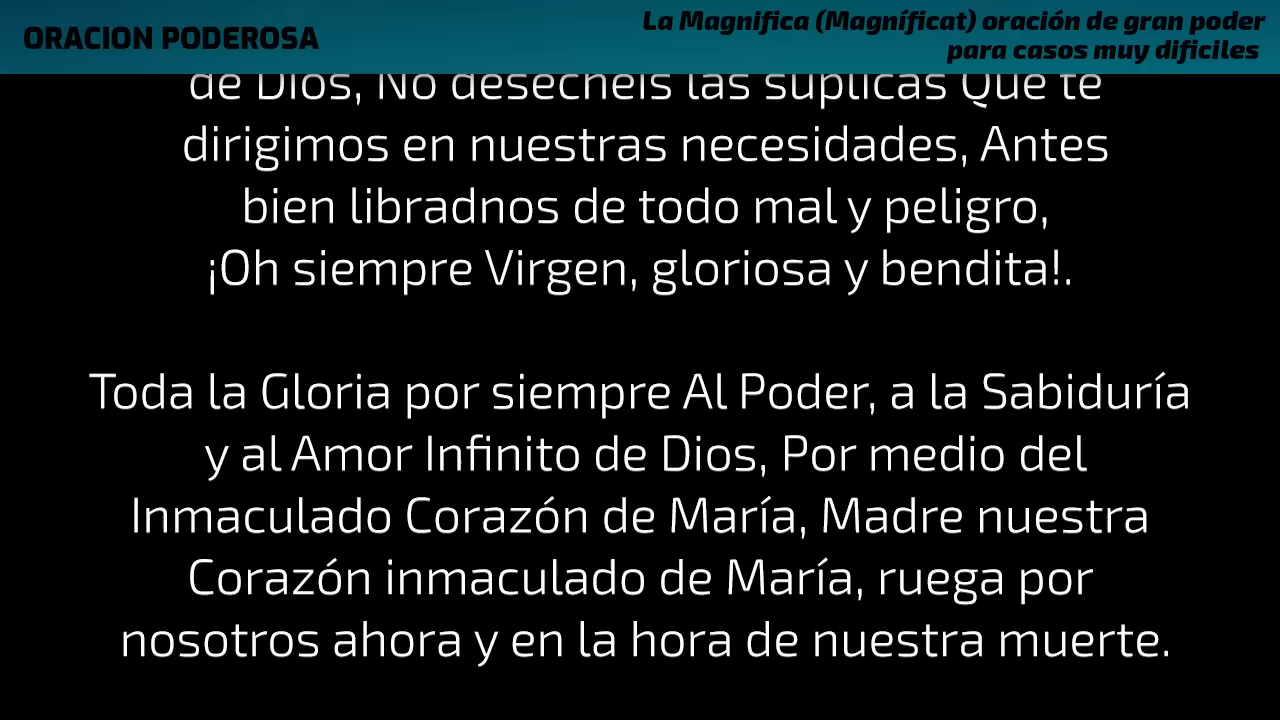 ORACION PODEROSA
La Magnifica (Magníficat) oración de gran poder
para casos muy dificiles
de Dios, No desechéis las súplicas Que te
dirigimos en nuestras necesidades, Antes
bien libradnos de todo mal y peligro,
¡Oh siempre Virgen, gloriosa y bendita!.
Toda la Gloria por siempre Al Poder, a la Sabiduría
y al Amor Infinito de Dios, Por medio del
Inmaculado Corazón de María, Madre nuestra
Corazón inmaculado de María, ruega por
nosotros ahora y en la hora de nuestra muerte.